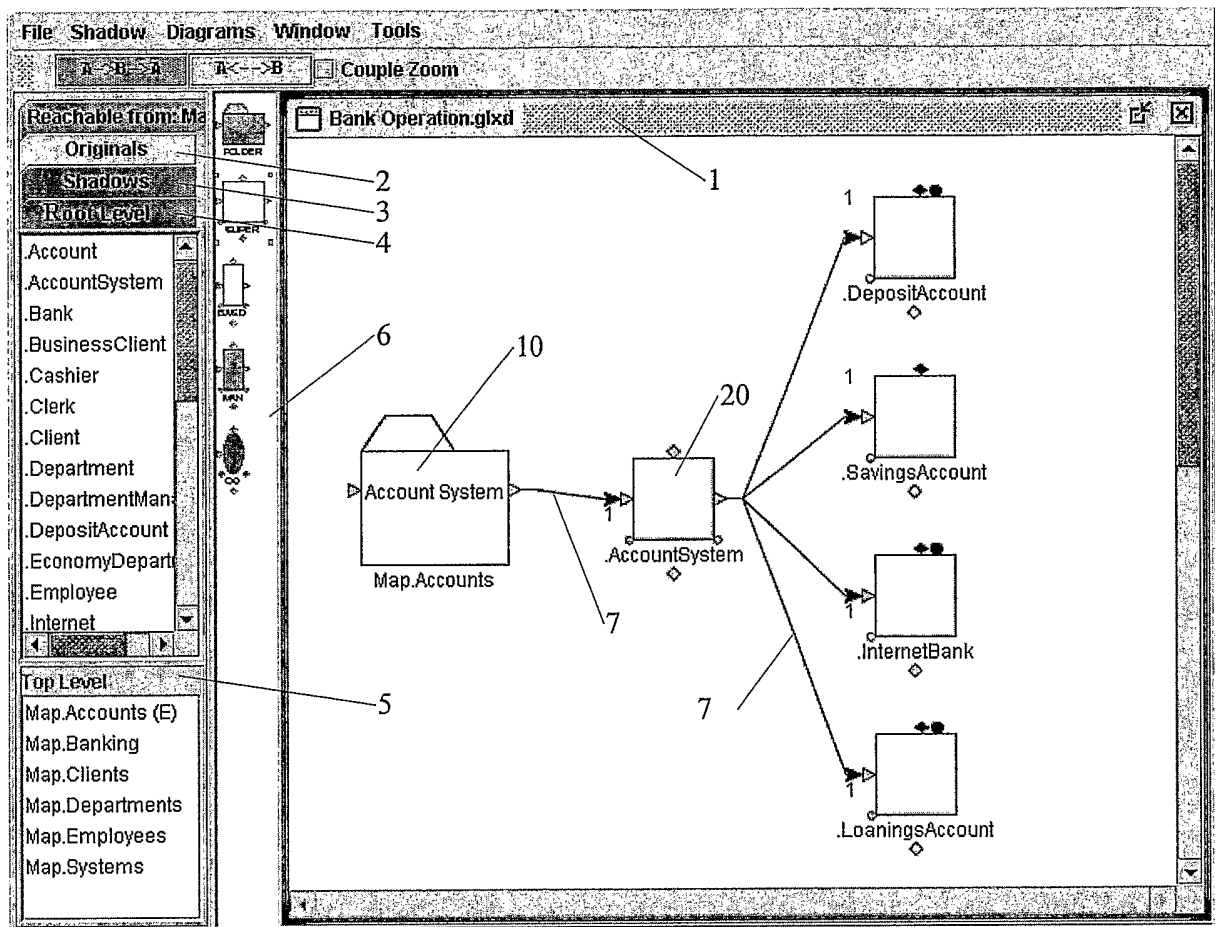 File Shadow Diagrams Window Tools
A->B,->A A<-->B Couple Zoom
Reachable from: Ma
Originals
Shadows
Root Level
.Account
.AccountSystem
.Bank
.BusinessClient
.Cashier
.Clerk
.Client
.Department
.DepartmentMan
.DepositAccount
.EconomyDepart
.Employee
.Internet
Top Level
Map.Accounts (E)
Map.Banking
Map.Clients
Map.Departments
Map.Employees
Map.Systems
FOLDER
SUPER
MAN
2
3
4
6
5
Bank Operation.glxd
1
10
Account System
Map.Accounts
7
20
1
.AccountSystem
7
1
.DepositAccount
1
.SavingsAccount
1
.InternetBank
1
.LoaningsAccount